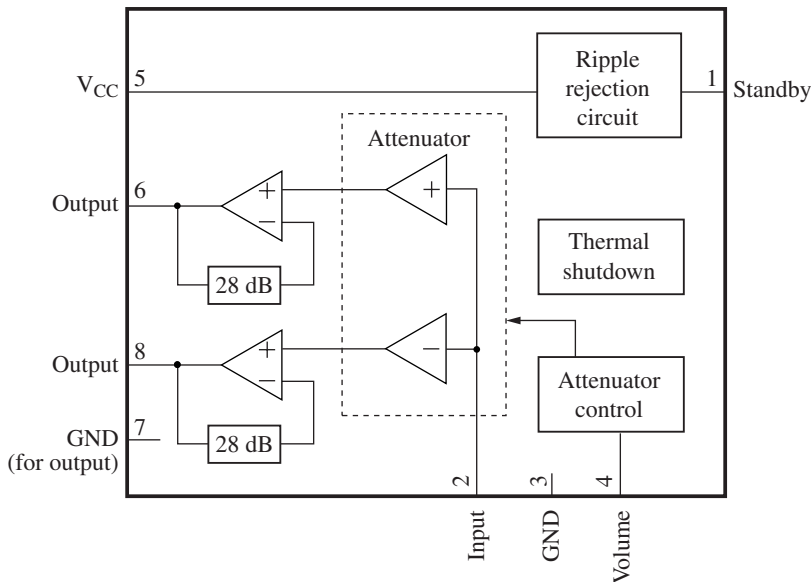 V_CC
5
Ripple
rejection
circuit
1
Standby
Attenuator
Output
6
+
−
+
28 dB
Thermal
shutdown
Output
8
+
−
−
28 dB
Attenuator
control
7
GND
(for output)
2
3
4
Input
GND
Volume